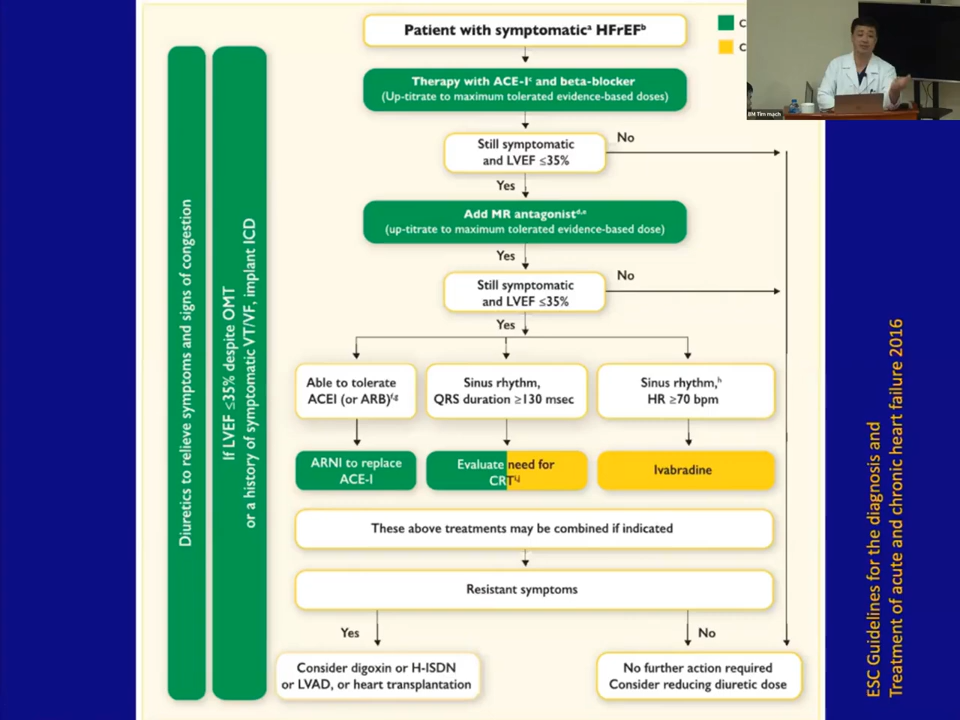 Patient with symptomaticᵃ HFrEFᵇ
C
C
Therapy with ACE-Iᶜ and beta-blocker
(Up-titrate to maximum tolerated evidence-based doses)
Still symptomatic
and LVEF ≤35%
No
Yes
Add MR antagonistᵈ,ᵉ
(up-titrate to maximum tolerated evidence-based dose)
Yes
Still symptomatic
and LVEF ≤35%
No
Yes
Able to tolerate
ACEI (or ARB)ᶠ,ᵍ
Sinus rhythm,
QRS duration ≥130 msec
Sinus rhythm,ʰ
HR ≥70 bpm
ARNI to replace
ACE-I
Evaluate need for
CRTⁱ,ʲ
Ivabradine
These above treatments may be combined if indicated
Resistant symptoms
Yes
No
Consider digoxin or H-ISDN
or LVAD, or heart transplantation
No further action required
Consider reducing diuretic dose
Diuretics to relieve symptoms and signs of congestion
If LVEF ≤35% despite OMT
or a history of symptomatic VT/VF, implant ICD
ESC Guidelines for the diagnosis and
Treatment of acute and chronic heart failure 2016
BM Tim mạch